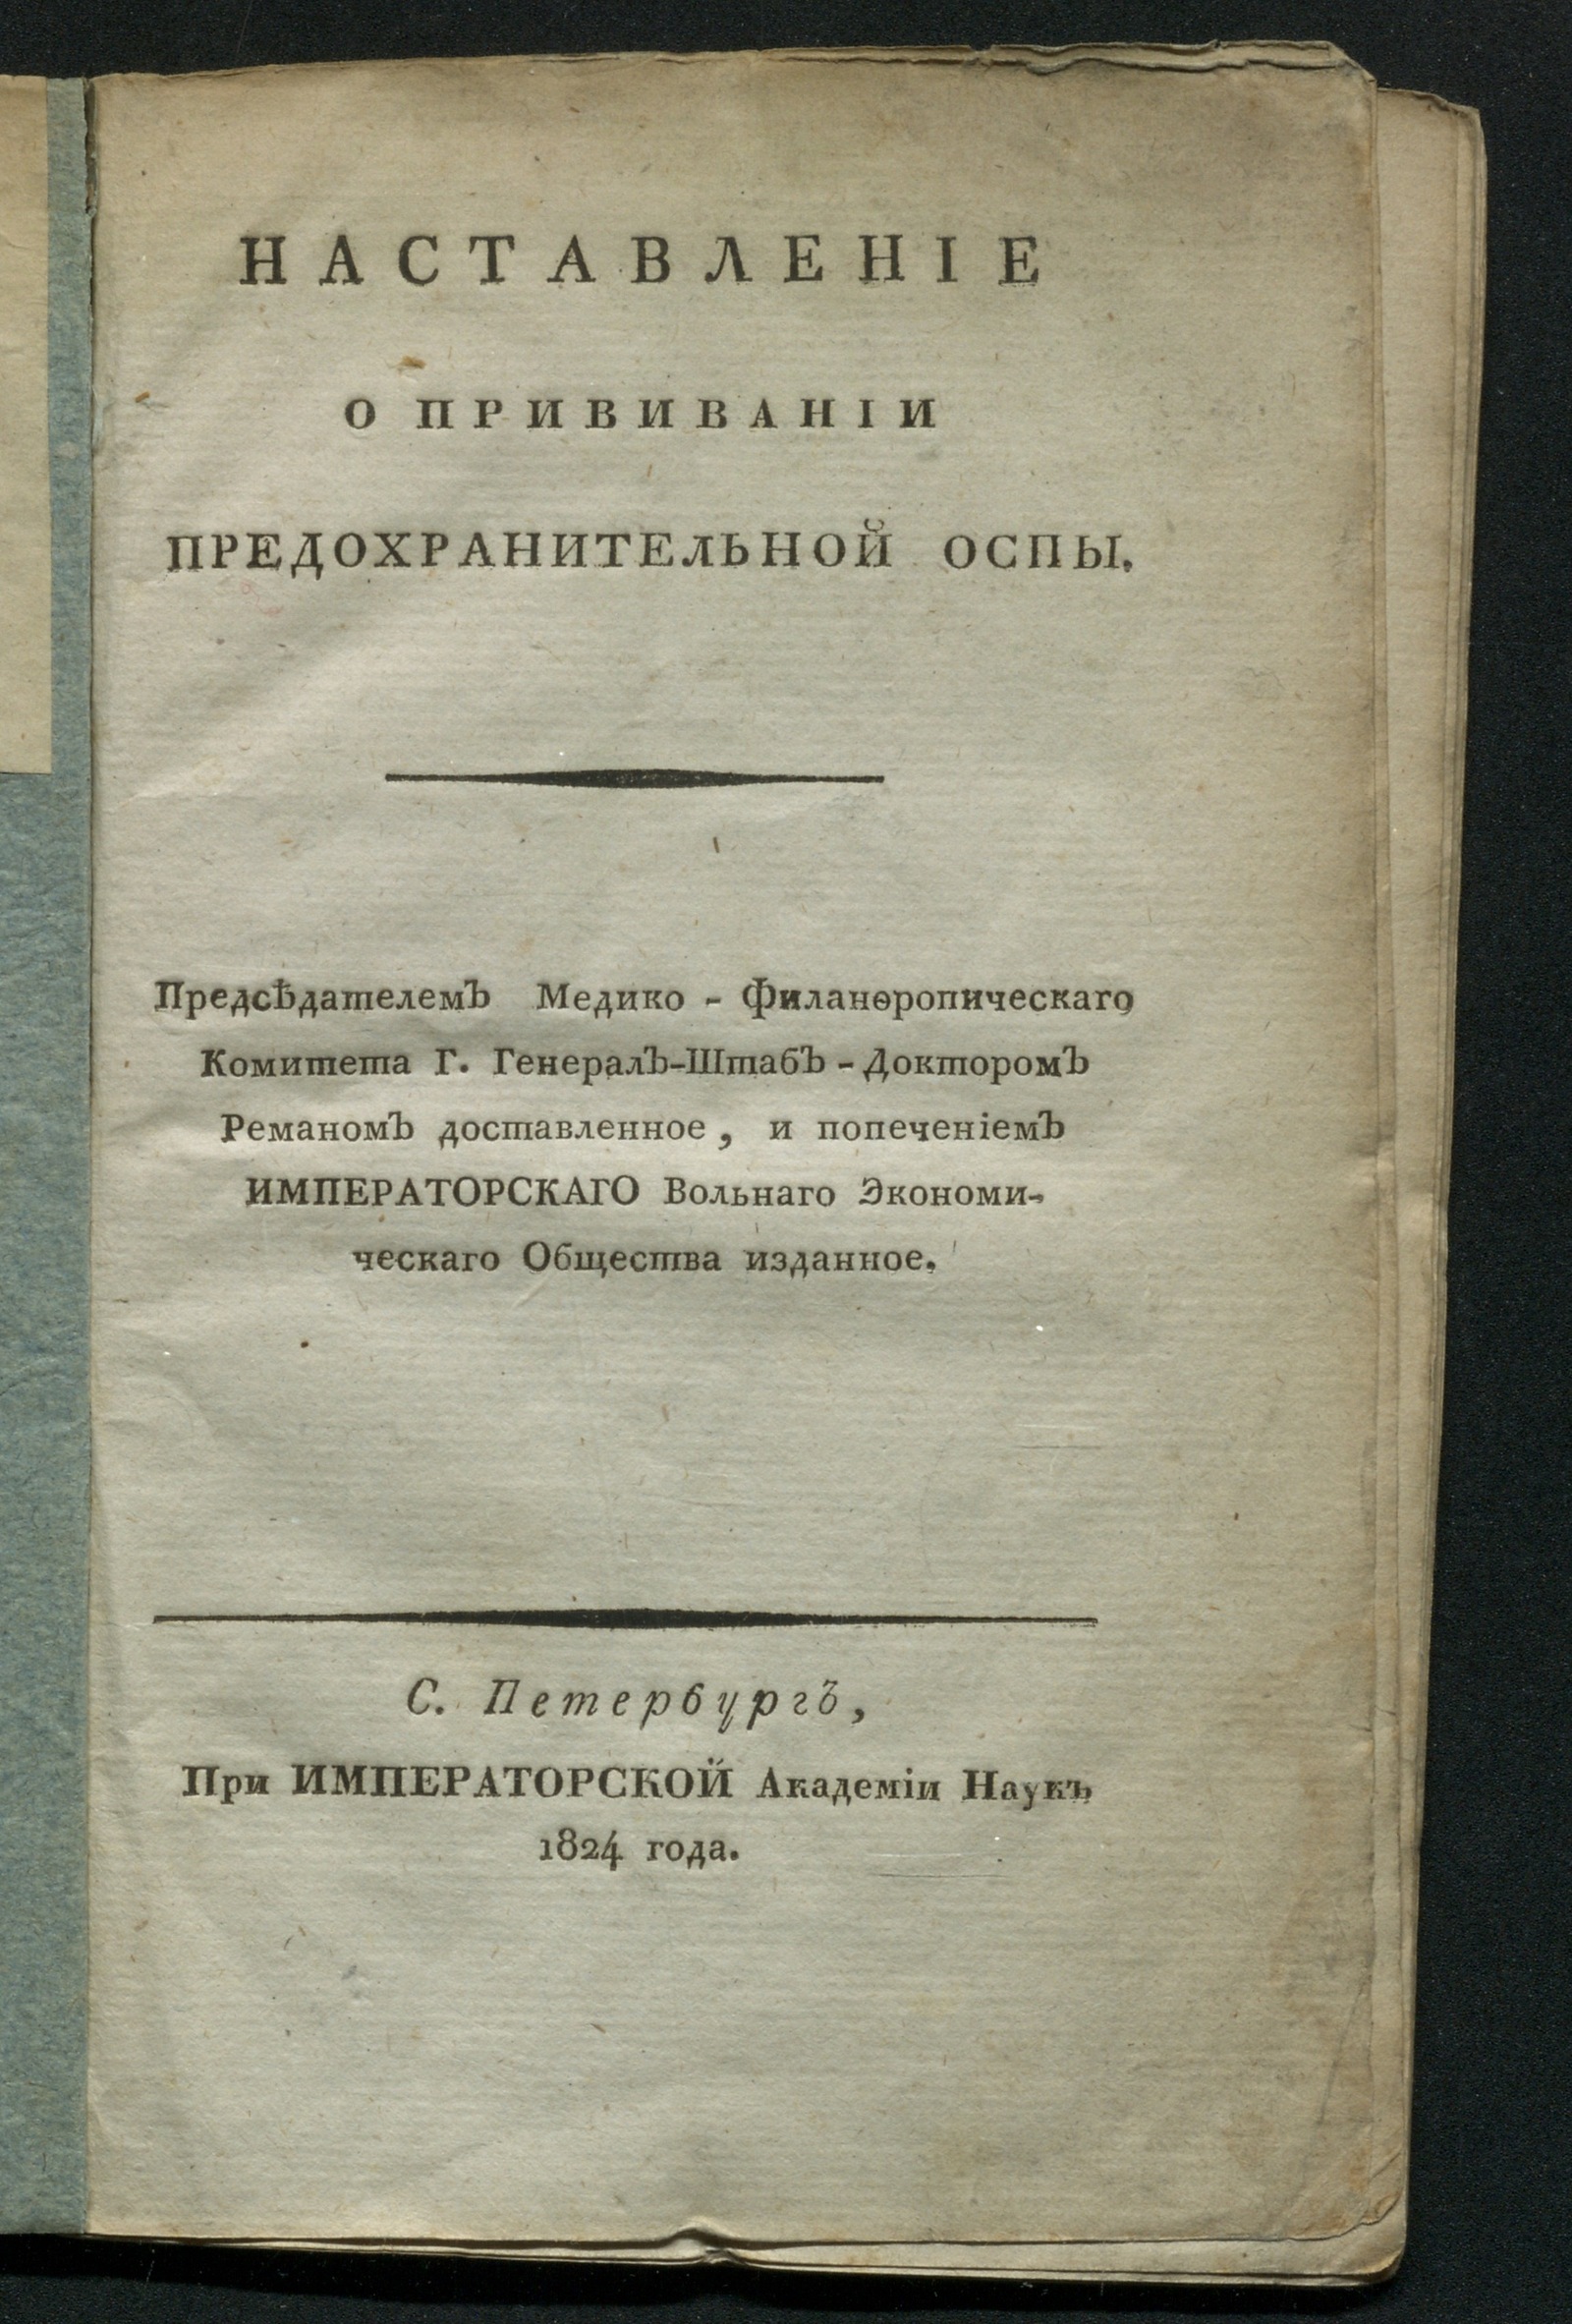 НАСТАВЛЕНІЕ
О ПРИВИВАНІИ
ПРЕДОХРАНИТЕЛЬНОЙ ОСПЫ.
Предсѣдателемъ Медико - Филанѳропическаго
Комитета Г. Генералъ-Штабъ - Докторомъ
Реманомъ доставленное, и попеченіемъ
ИМПЕРАТОРСКАГО Вольнаго Экономи-
ческаго Общества изданное.
С. Петербургъ,
При ИМПЕРАТОРСКОЙ Академіи Наукъ
1824 года.